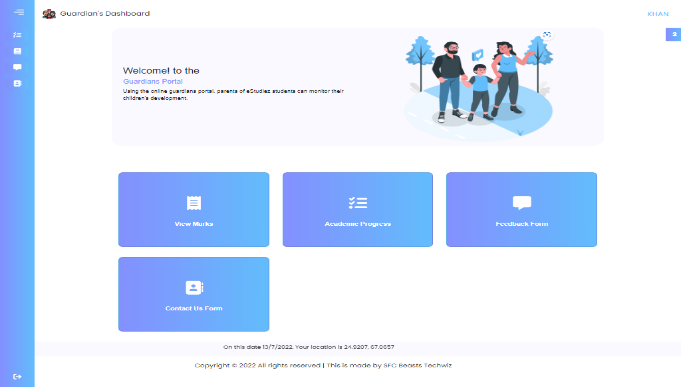 Guardian's Dashboard
KHAN
Welcome! to the
Guardians Portal
Using the online guardians portal, parents of eStudiez students can monitor their
children's development.
View Marks
Academic Progress
Feedback Form
Contact Us Form
On this date 13/7/2022, Your location is 24.9207, 67.0657
Copyright © 2022 All rights reserved | This is made by SFC Beasts Techwiz